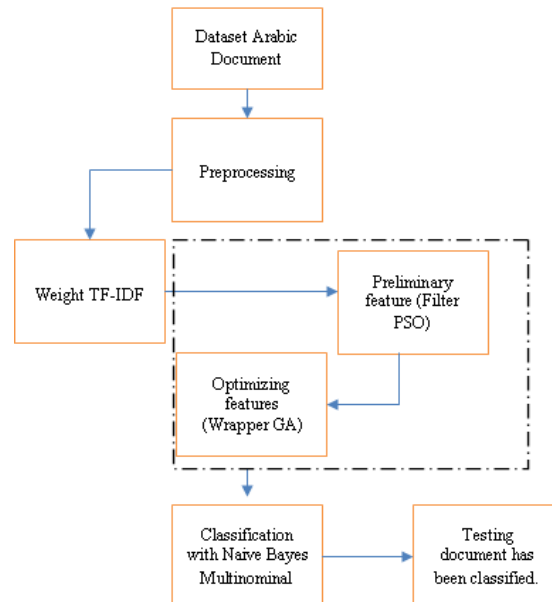 Dataset Arabic
Document
Preprocessing
Weight TF-IDF
Preliminary
feature (Filter
PSO)
Optimizing
features
(Wrapper GA)
Classification
with Naive Bayes
Multinominal
Testing
document has
been classified.